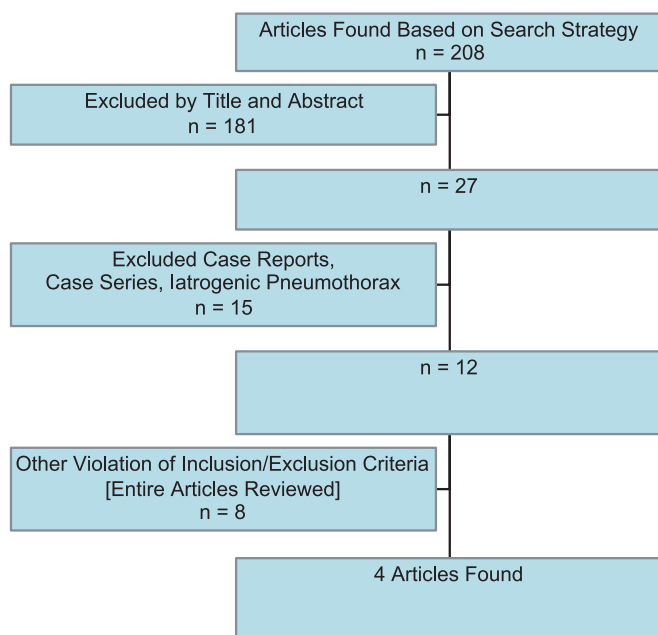 Articles Found Based on Search Strategy
n = 208
Excluded by Title and Abstract
n = 181
n = 27
Excluded Case Reports,
Case Series, Iatrogenic Pneumothorax
n = 15
n = 12
Other Violation of Inclusion/Exclusion Criteria
[Entire Articles Reviewed]
n = 8
4 Articles Found